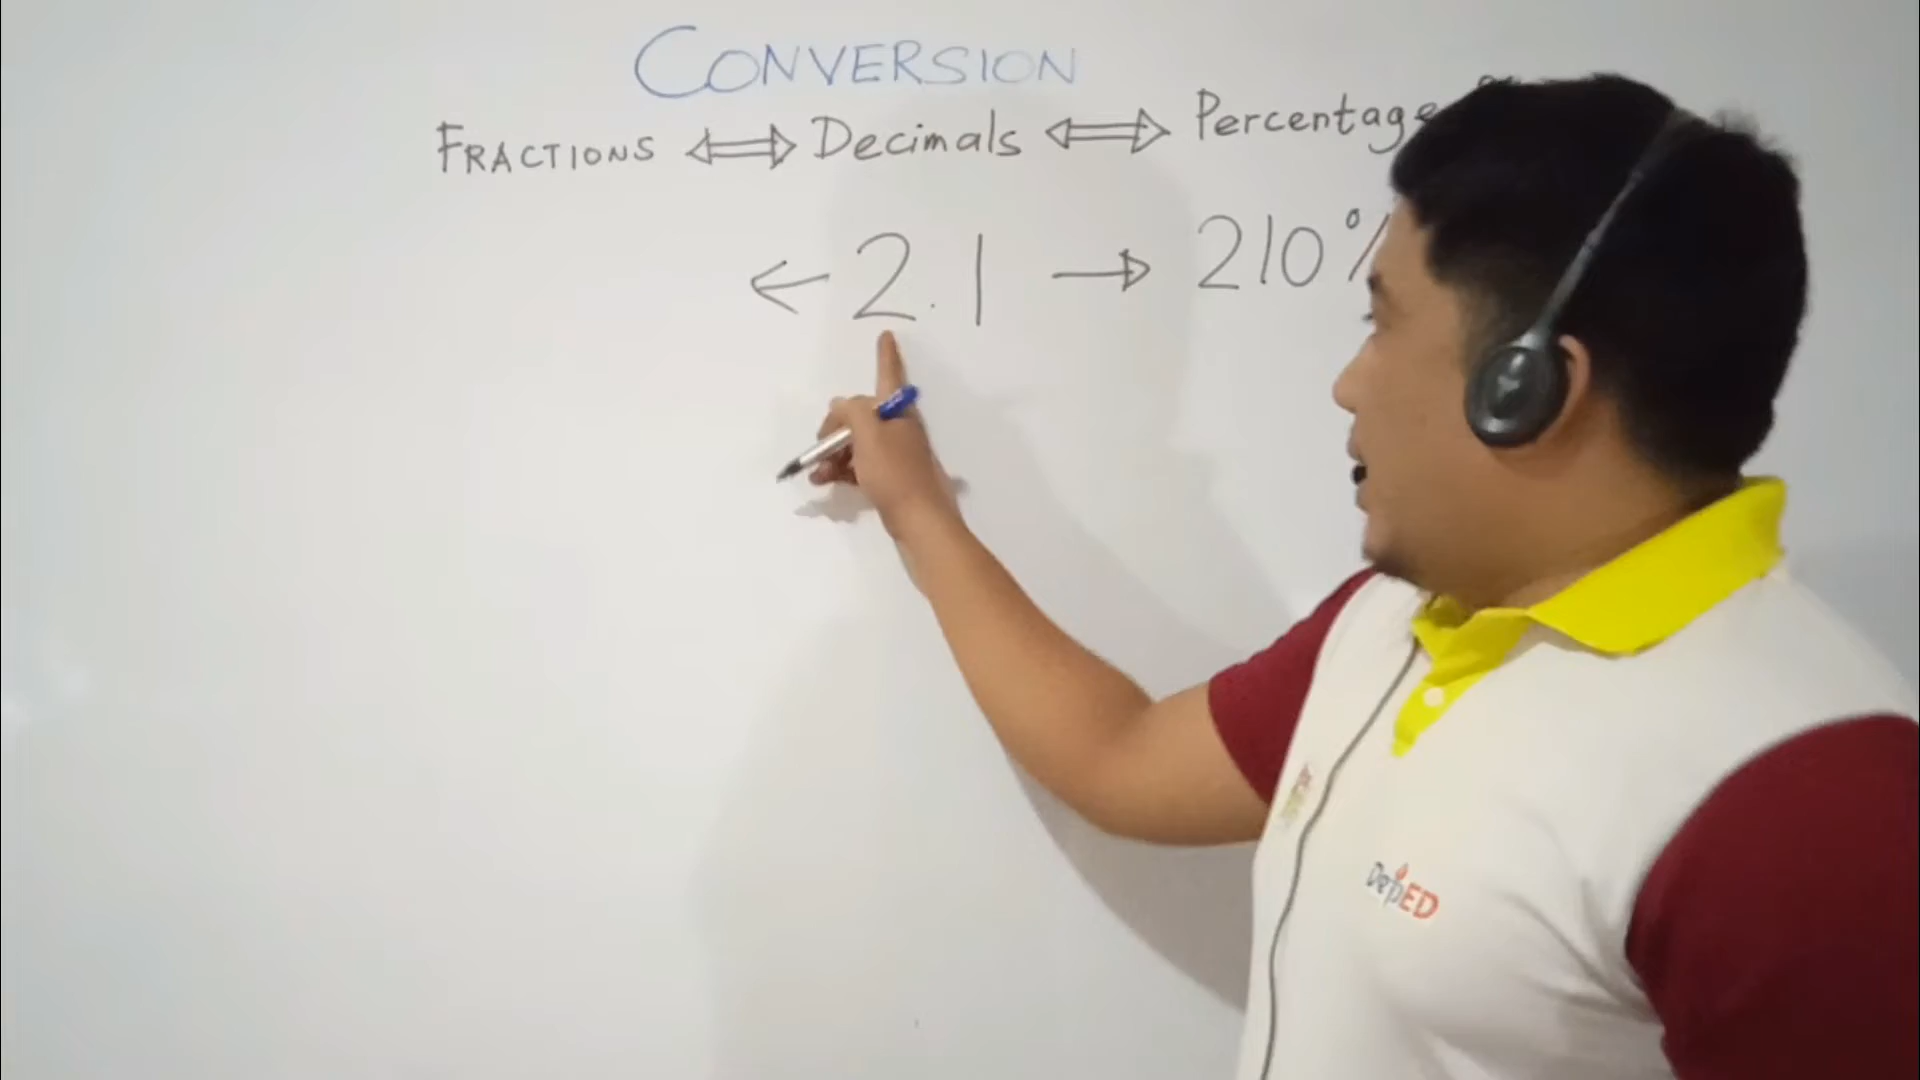 CONVERSION
FRACTIONS ⟺ Decimals ⟺ Percentage
← 2.1 → 210%
DepED